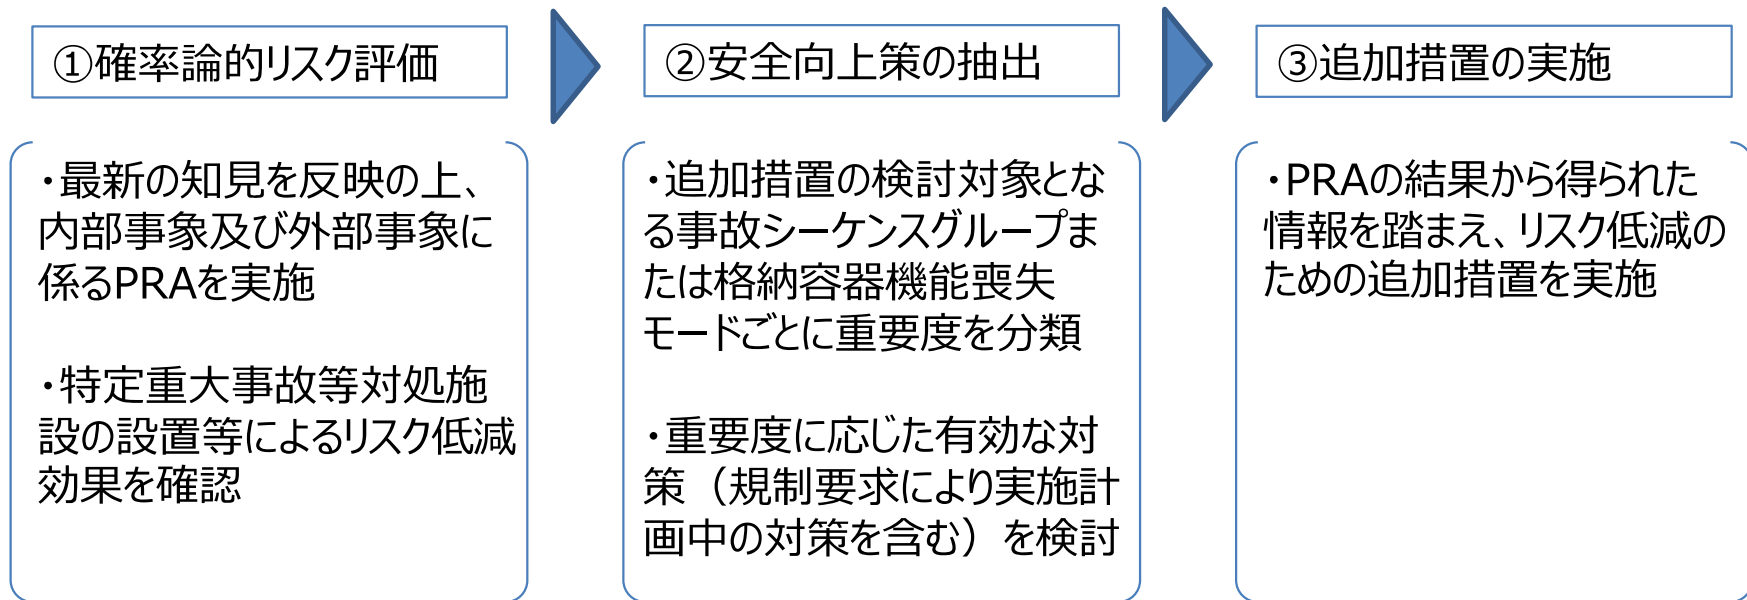 ①確率論的リスク評価
・最新の知見を反映の上、
内部事象及び外部事象に
係るPRAを実施
・特定重大事故等対処施
設の設置等によるリスク低減
効果を確認
②安全向上策の抽出
・追加措置の検討対象とな
る事故シーケンスグループま
たは格納容器機能喪失
モードごとに重要度を分類
・重要度に応じた有効な対
策（規制要求により実施計
画中の対策を含む）を検討
③追加措置の実施
・PRAの結果から得られた
情報を踏まえ、リスク低減の
ための追加措置を実施